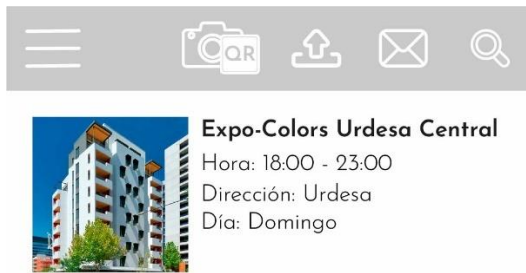 QR
Expo-Colors Urdesa Central
Hora: 18:00 - 23:00
Dirección: Urdesa
Día: Domingo